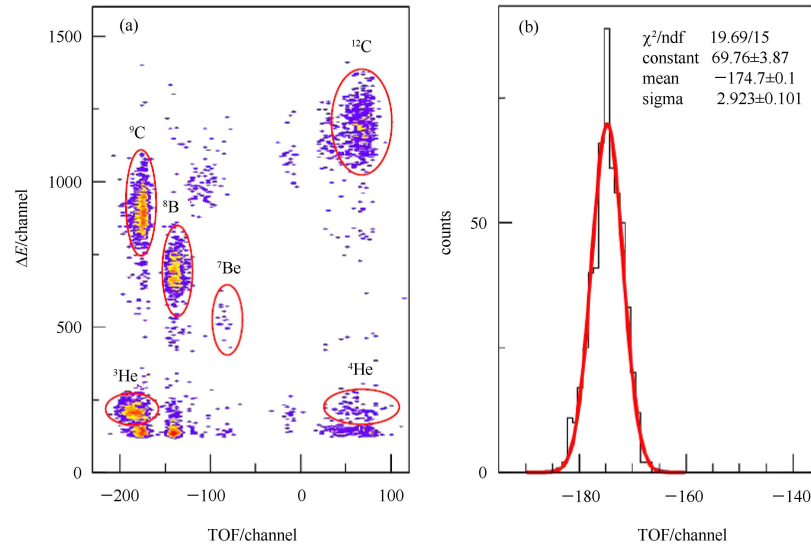 (a)
¹²C
⁹C
⁸B
⁷Be
³He
⁴He
1500
1000
500
0
ΔE/channel
−200
−100
0
100
TOF/channel
(b)
χ²/ndf 19.69/15
constant 69.76±3.87
mean −174.7±0.1
sigma 2.923±0.101
50
0
counts
−180
−160
−140
TOF/channel